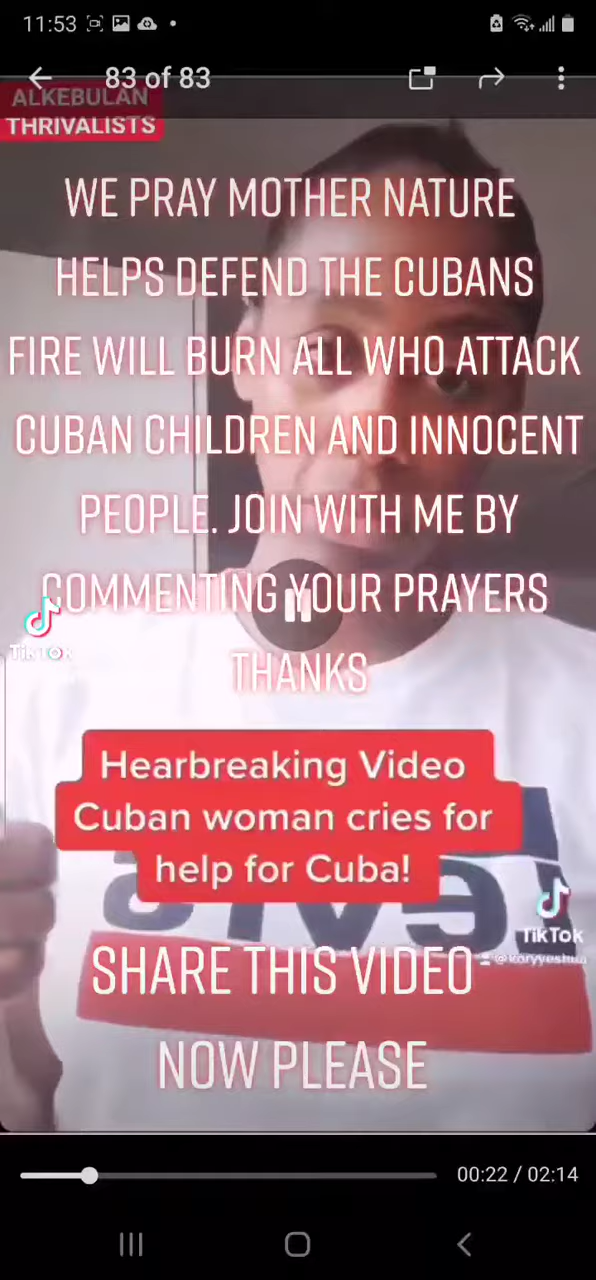 11:53
83 of 83
ALKEBULAN
THRIVALISTS
WE PRAY MOTHER NATURE
HELPS DEFEND THE CUBANS
FIRE WILL BURN ALL WHO ATTACK
CUBAN CHILDREN AND INNOCENT
PEOPLE. JOIN WITH ME BY
COMMENTING YOUR PRAYERS
THANKS
TikTok
Hearbreaking Video
Cuban woman cries for
help for Cuba!
TikTok
@koryyeshua
SHARE THIS VIDEO
NOW PLEASE
00:22 / 02:14